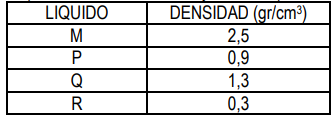 LIQUIDO DENSIDAD (gr/cm³)
M 2,5
P 0,9
Q 1,3
R 0,3